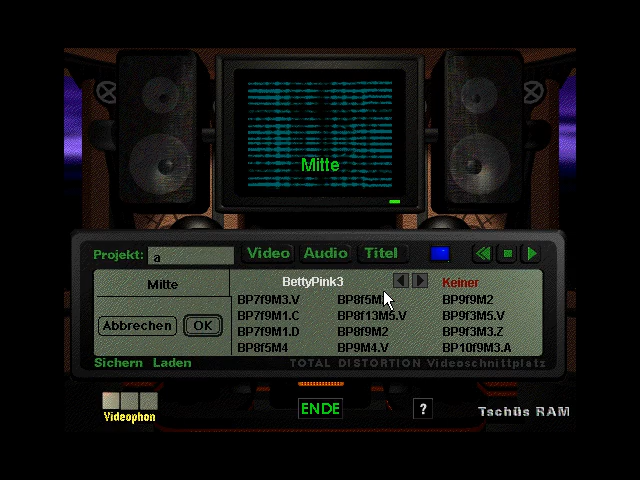 Mitte
Projekt: a Video Audio Titel
Mitte BettyPink3 Keiner
BP7f9M3.V BP8f5M BP9f9M2
BP7f9M1.C BP8f13M5.V BP9f3M5.V
Abbrechen OK BP7f9M1.D BP8f9M2 BP9f3M3.Z
BP8f5M4 BP9M4.V BP10f9M3.A
Sichern Laden TOTAL DISTORTION Videoschnittplatz
Videophon ENDE ? Tschüs RAM